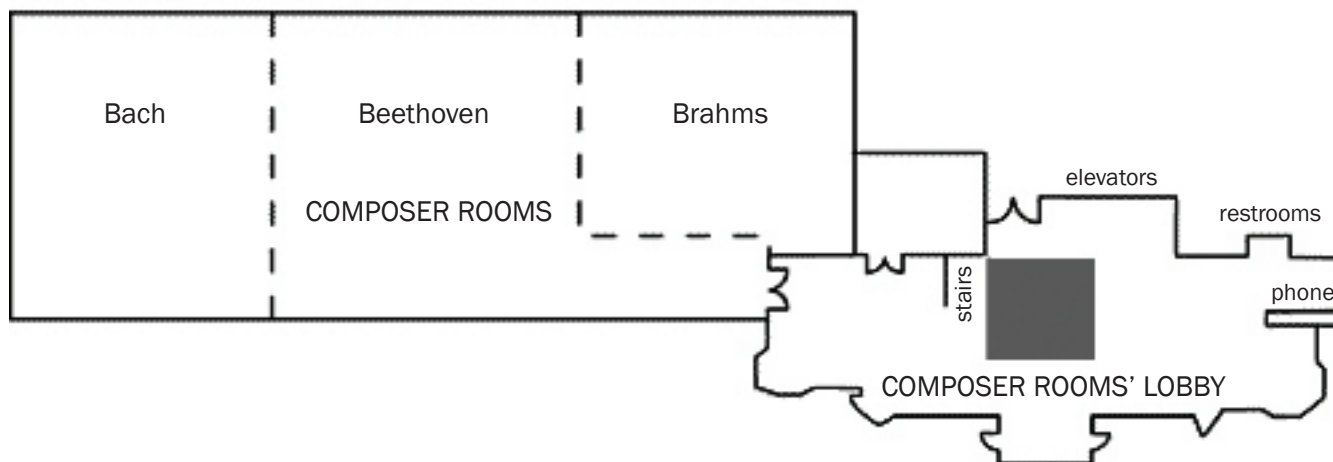 Bach
Beethoven
Brahms
COMPOSER ROOMS
elevators
restrooms
stairs
phone
COMPOSER ROOMS' LOBBY